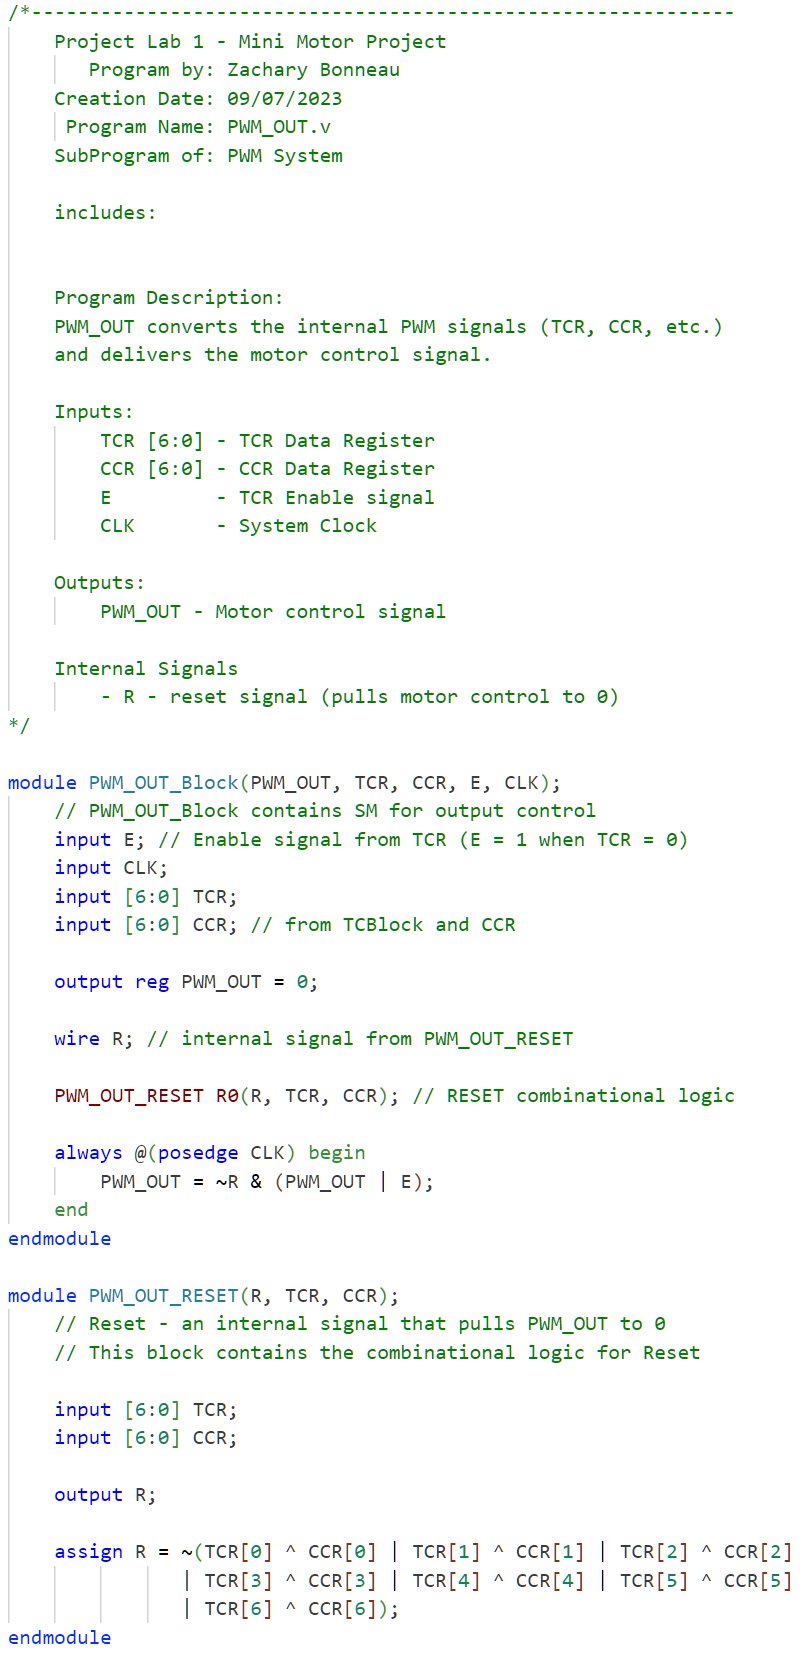 /*-------------------------------------------------------------
Project Lab 1 - Mini Motor Project
Program by: Zachary Bonneau
Creation Date: 09/07/2023
Program Name: PWM_OUT.v
SubProgram of: PWM System
includes:
Program Description:
PWM_OUT converts the internal PWM signals (TCR, CCR, etc.)
and delivers the motor control signal.
Inputs:
TCR [6:0] - TCR Data Register
CCR [6:0] - CCR Data Register
E         - TCR Enable signal
CLK       - System Clock
Outputs:
PWM_OUT - Motor control signal
Internal Signals
- R - reset signal (pulls motor control to 0)
*/
module PWM_OUT_Block(PWM_OUT, TCR, CCR, E, CLK);
// PWM_OUT_Block contains SM for output control
input E; // Enable signal from TCR (E = 1 when TCR = 0)
input CLK;
input [6:0] TCR;
input [6:0] CCR; // from TCBlock and CCR
output reg PWM_OUT = 0;
wire R; // internal signal from PWM_OUT_RESET
PWM_OUT_RESET R0(R, TCR, CCR); // RESET combinational logic
always @(posedge CLK) begin
PWM_OUT = ~R & (PWM_OUT | E);
end
endmodule
module PWM_OUT_RESET(R, TCR, CCR);
// Reset - an internal signal that pulls PWM_OUT to 0
// This block contains the combinational logic for Reset
input [6:0] TCR;
input [6:0] CCR;
output R;
assign R = ~(TCR[0] ^ CCR[0] | TCR[1] ^ CCR[1] | TCR[2] ^ CCR[2]
| TCR[3] ^ CCR[3] | TCR[4] ^ CCR[4] | TCR[5] ^ CCR[5]
| TCR[6] ^ CCR[6]);
endmodule